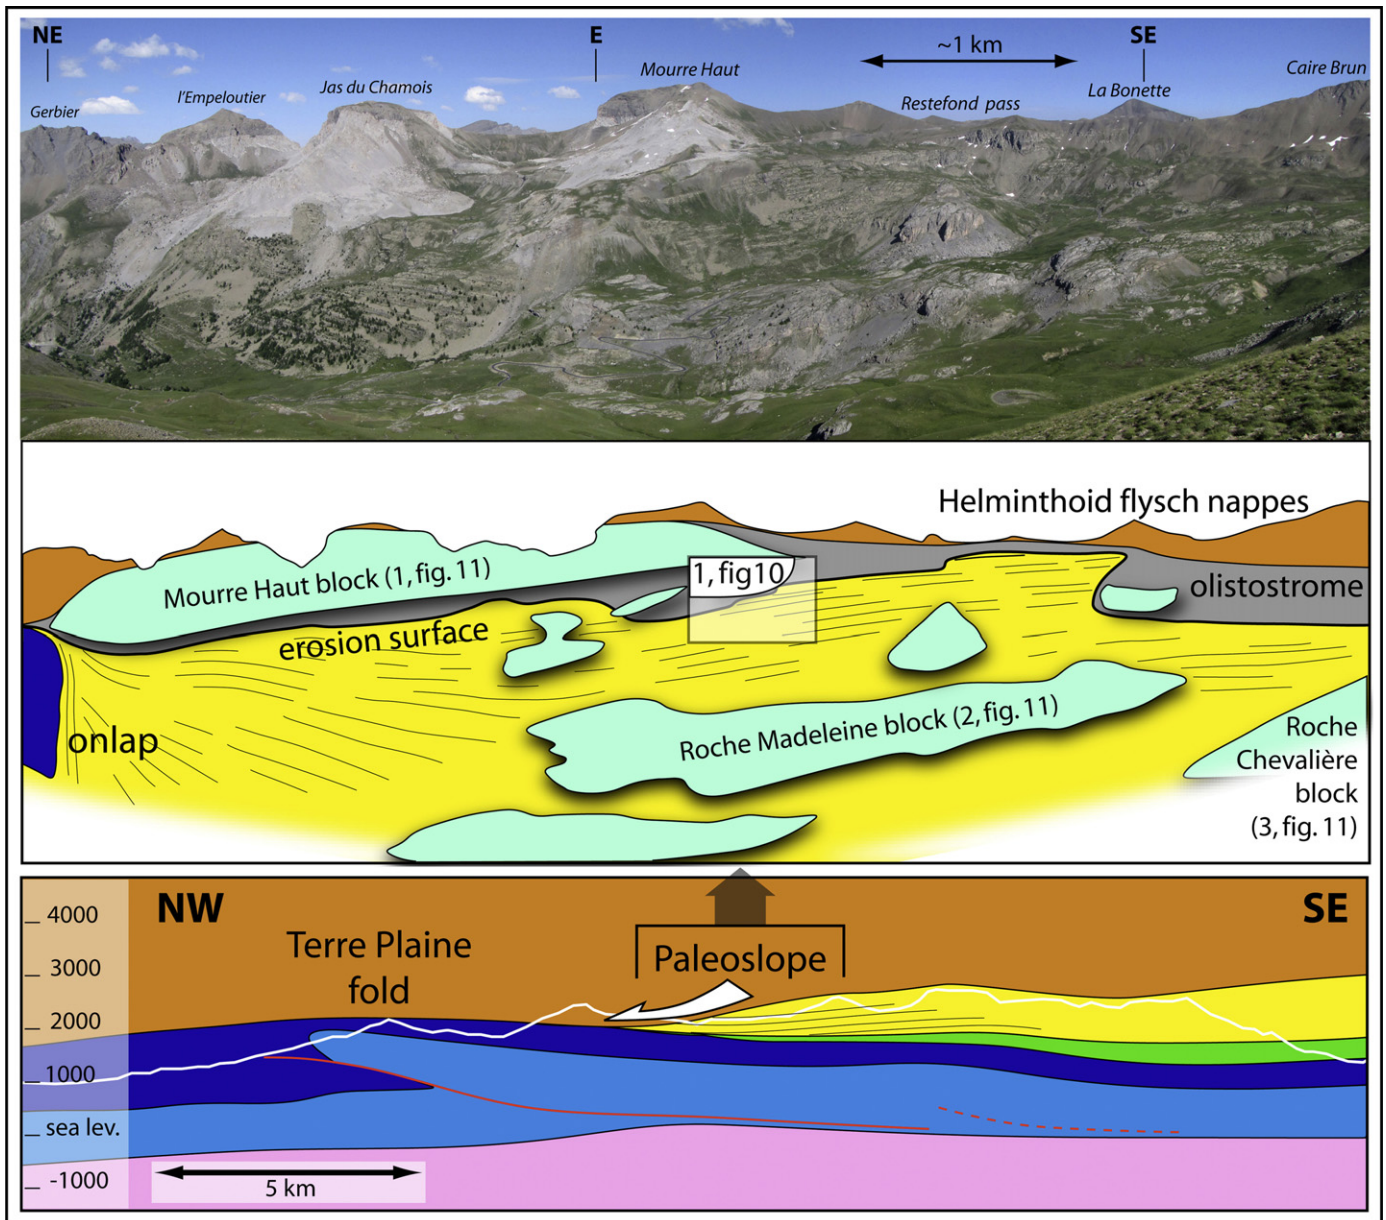 NE
E
SE
~1 km
Gerbier
l'Empeloutier
Jas du Chamois
Mourre Haut
Restefond pass
La Bonette
Caire Brun
Helminthoid flysch nappes
Mourre Haut block (1, fig. 11)
1, fig10
olistostrome
erosion surface
onlap
Roche Madeleine block (2, fig. 11)
Roche
Chevalière
block
(3, fig. 11)
NW
SE
4000
3000
2000
1000
sea lev.
-1000
Terre Plaine
fold
Paleoslope
5 km